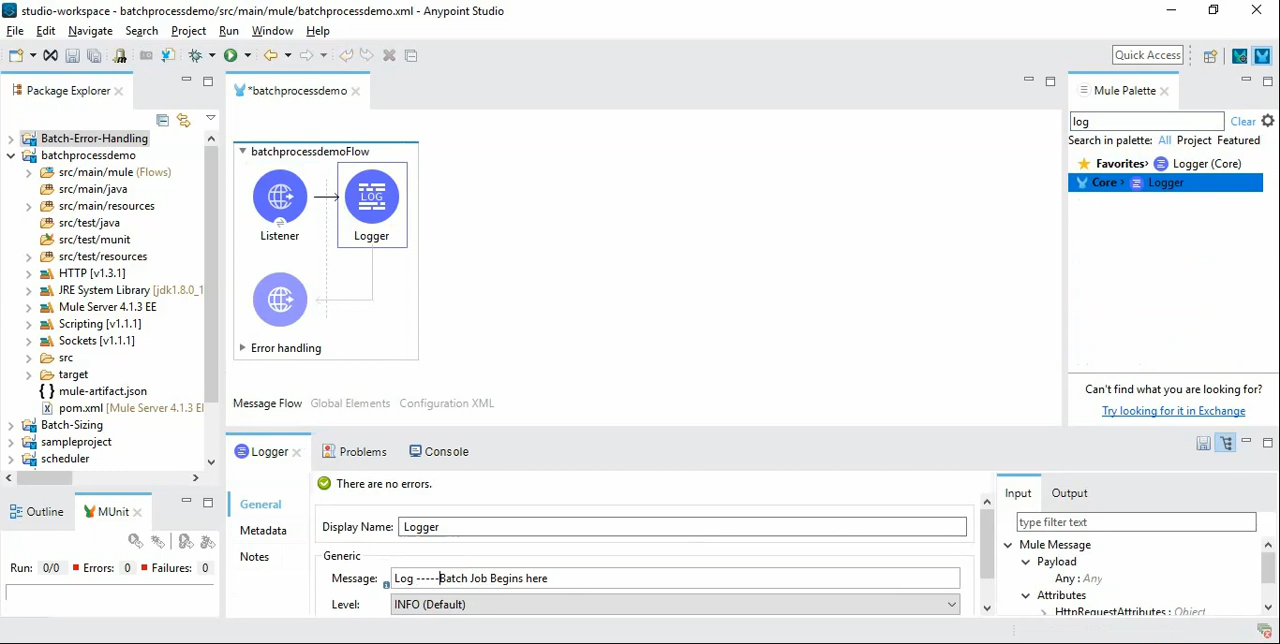 studio-workspace - batchprocessdemo/src/main/mule/batchprocessdemo.xml - Anypoint Studio
File Edit Navigate Search Project Run Window Help
Quick Access
Package Explorer
Batch-Error-Handling
batchprocessdemo
src/main/mule (Flows)
src/main/java
src/main/resources
src/test/java
src/test/munit
src/test/resources
HTTP [v1.3.1]
JRE System Library [jdk1.8.0_1
Mule Server 4.1.3 EE
Scripting [v1.1.1]
Sockets [v1.1.1]
src
target
mule-artifact.json
pom.xml [Mule Server 4.1.3 EE
Batch-Sizing
sampleproject
scheduler
Outline MUnit
Run: 0/0 Errors: 0 Failures: 0
*batchprocessdemo
batchprocessdemoFlow
LOG
Listener Logger
Error handling
Message Flow Global Elements Configuration XML
Mule Palette
log
Clear
Search in palette: All Project Featured
Favorites> Logger (Core)
Core > Logger
Can't find what you are looking for?
Try looking for it in Exchange
Logger Problems Console
There are no errors.
General
Metadata
Notes
Display Name: Logger
Generic
Message: Log -----Batch Job Begins here
Level: INFO (Default)
Input Output
type filter text
Mule Message
Payload
Any : Any
Attributes
HttpRequestAttributes : Object